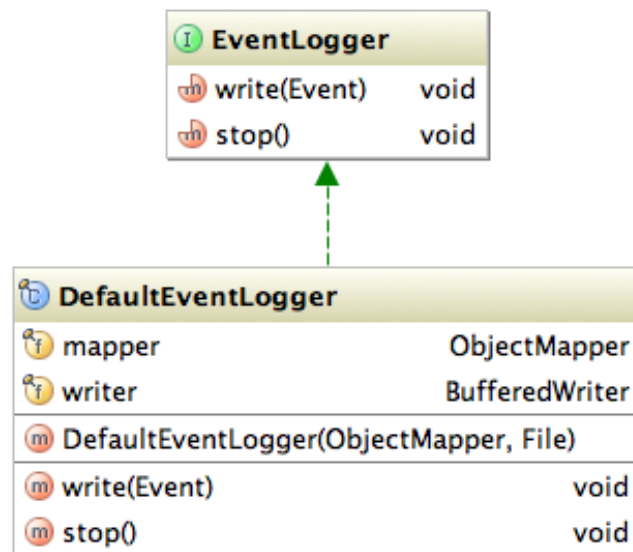 EventLogger
write(Event) void
stop() void
DefaultEventLogger
mapper ObjectMapper
writer BufferedWriter
DefaultEventLogger(ObjectMapper, File)
write(Event) void
stop() void